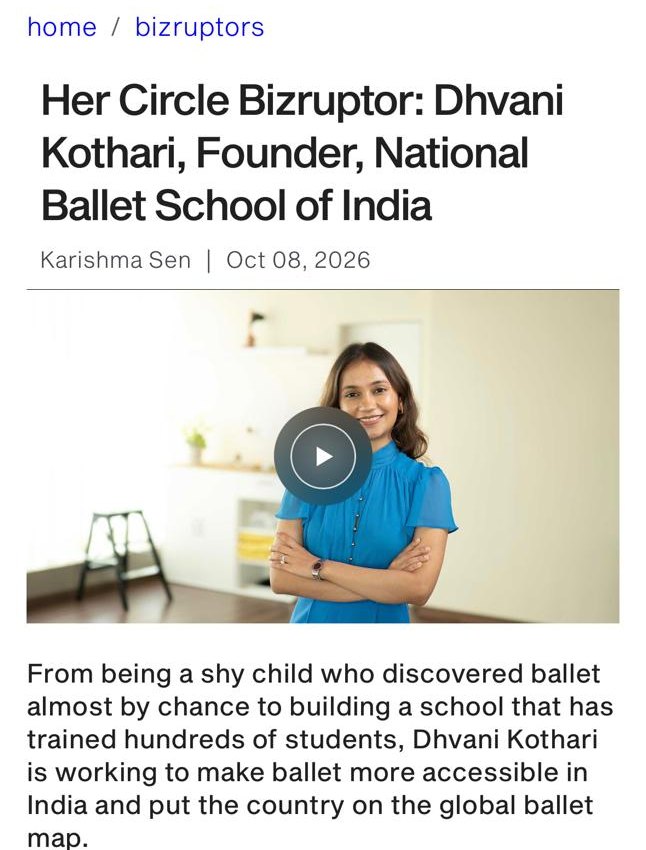 home / bizruptors
Her Circle Bizruptor: Dhvani
Kothari, Founder, National
Ballet School of India
Karishma Sen | Oct 08, 2026
From being a shy child who discovered ballet
almost by chance to building a school that has
trained hundreds of students, Dhvani Kothari
is working to make ballet more accessible in
India and put the country on the global ballet
map.